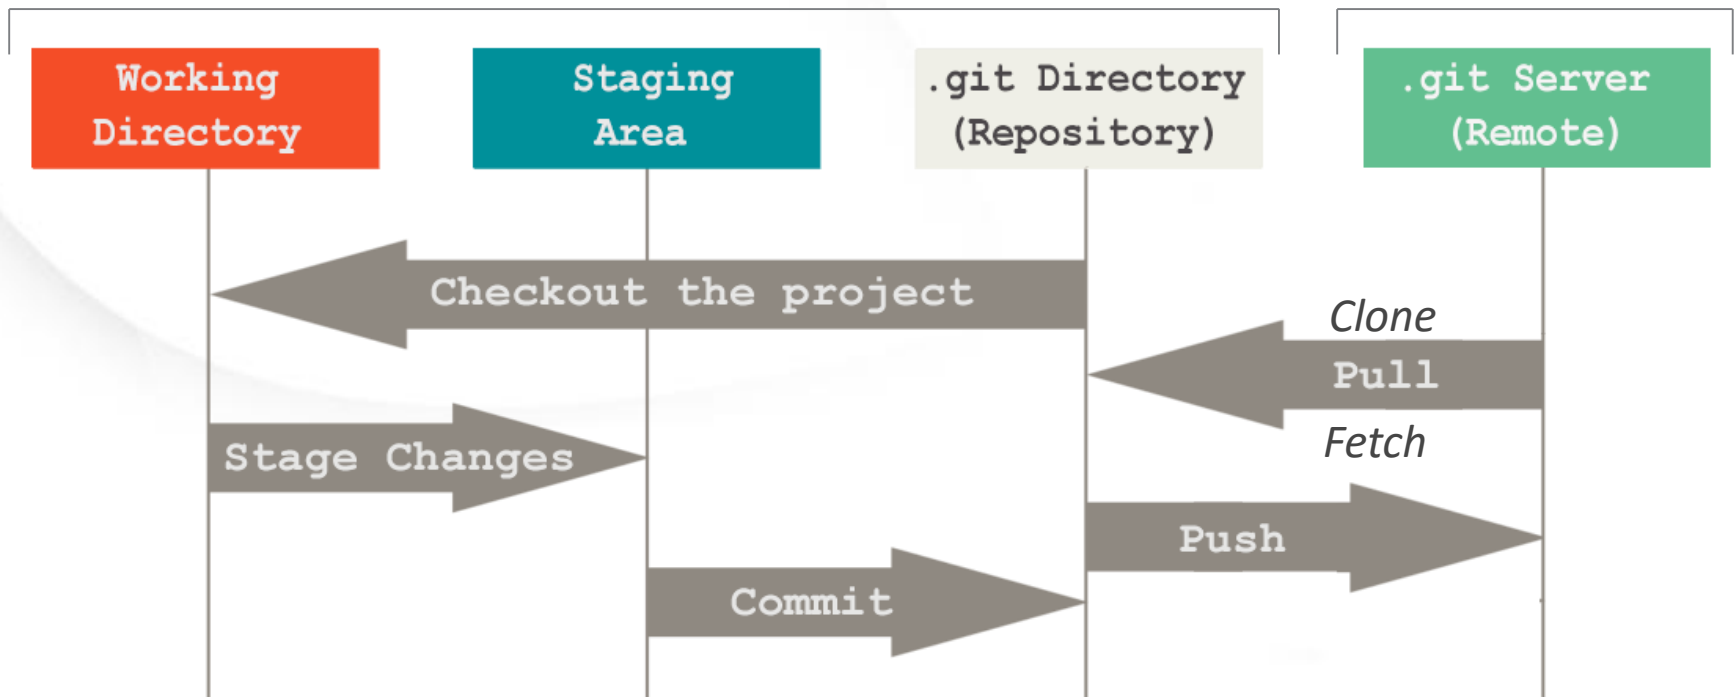 Working
Directory
Staging
Area
.git Directory
(Repository)
.git Server
(Remote)
Checkout the project
Clone
Pull
Fetch
Stage Changes
Push
Commit